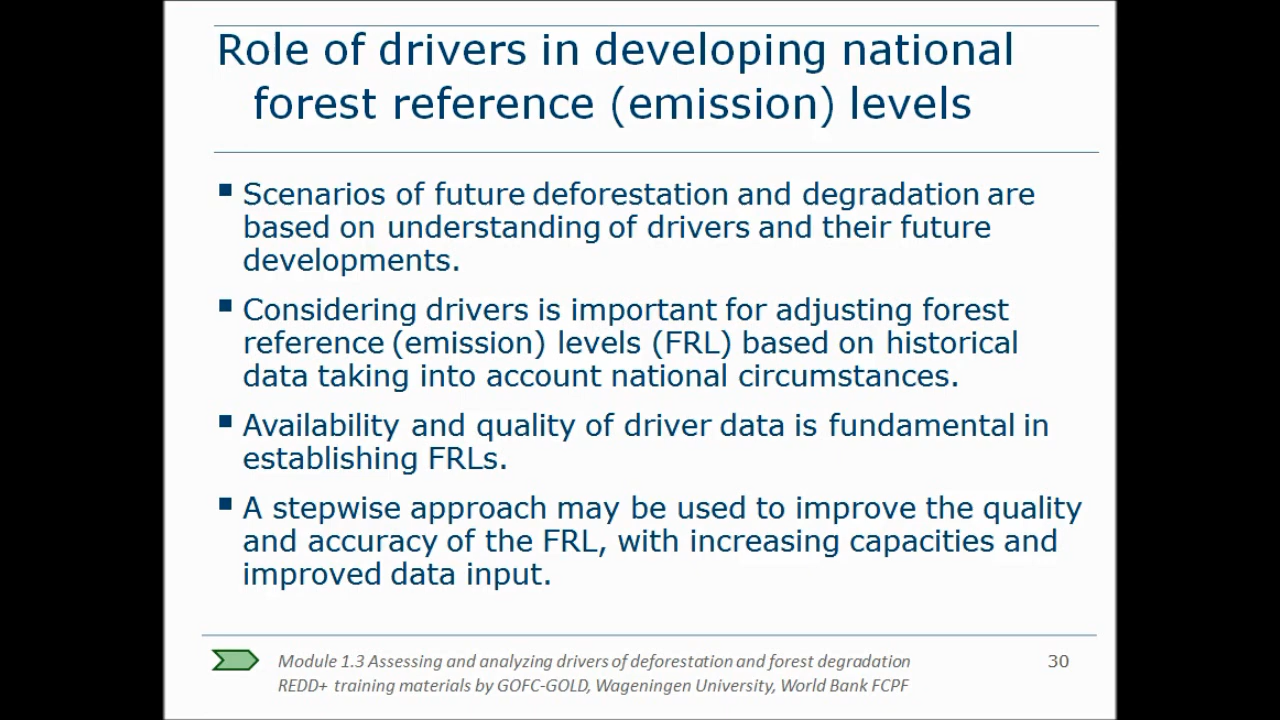 Role of drivers in developing national
forest reference (emission) levels
Scenarios of future deforestation and degradation are
based on understanding of drivers and their future
developments.
Considering drivers is important for adjusting forest
reference (emission) levels (FRL) based on historical
data taking into account national circumstances.
Availability and quality of driver data is fundamental in
establishing FRLs.
A stepwise approach may be used to improve the quality
and accuracy of the FRL, with increasing capacities and
improved data input.
Module 1.3 Assessing and analyzing drivers of deforestation and forest degradation
REDD+ training materials by GOFC-GOLD, Wageningen University, World Bank FCPF
30